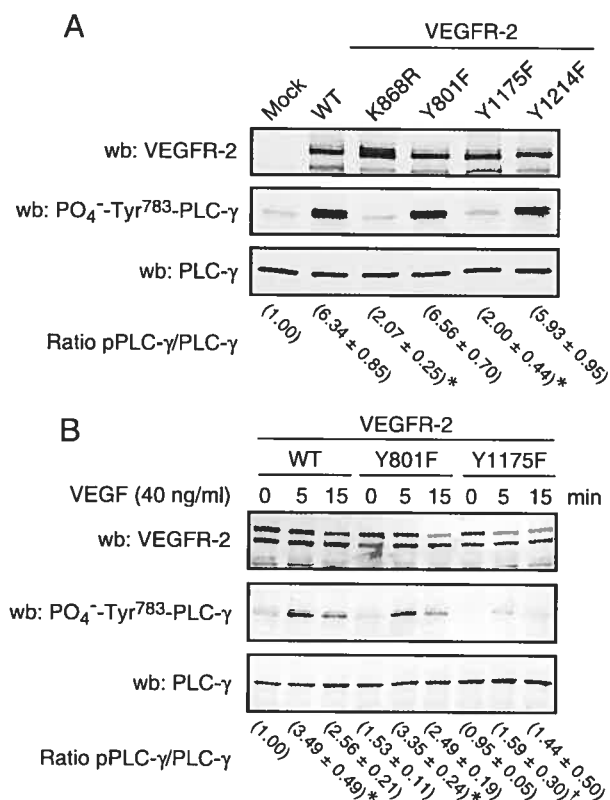 A
VEGFR-2
Mock WT K868R Y801F Y1175F Y1214F
wb: VEGFR-2
wb: PO4⁻-Tyr⁷⁸³-PLC-γ
wb: PLC-γ
Ratio pPLC-γ/PLC-γ (1.00) (6.34 ± 0.85) (2.07 ± 0.25)* (6.56 ± 0.70) (2.00 ± 0.44)* (5.93 ± 0.95)
B
VEGFR-2
WT Y801F Y1175F
VEGF (40 ng/ml) 0 5 15 0 5 15 0 5 15 min
wb: VEGFR-2
wb: PO4⁻-Tyr⁷⁸³-PLC-γ
wb: PLC-γ
Ratio pPLC-γ/PLC-γ (1.00) (3.49 ± 0.49)* (2.56 ± 0.21) (1.53 ± 0.11) (3.35 ± 0.24)* (2.49 ± 0.19) (0.95 ± 0.05) (1.59 ± 0.30)† (1.44 ± 0.50)